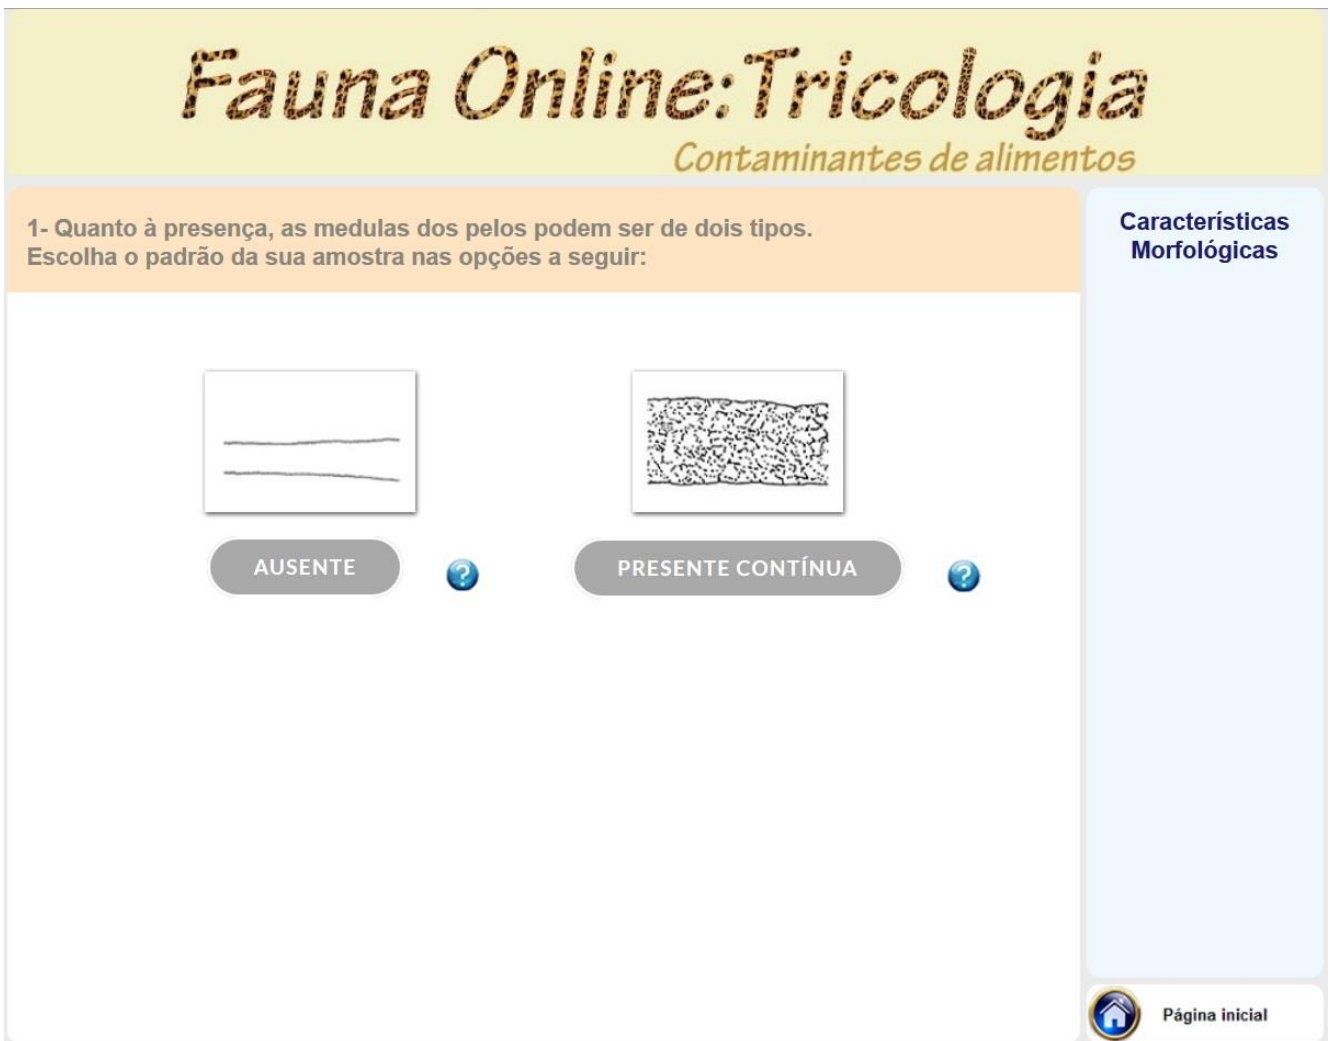 Fauna Online:Tricologia
Contaminantes de alimentos
1- Quanto à presença, as medulas dos pelos podem ser de dois tipos.
Escolha o padrão da sua amostra nas opções a seguir:
AUSENTE
?
PRESENTE CONTÍNUA
?
Características
Morfológicas
Página inicial